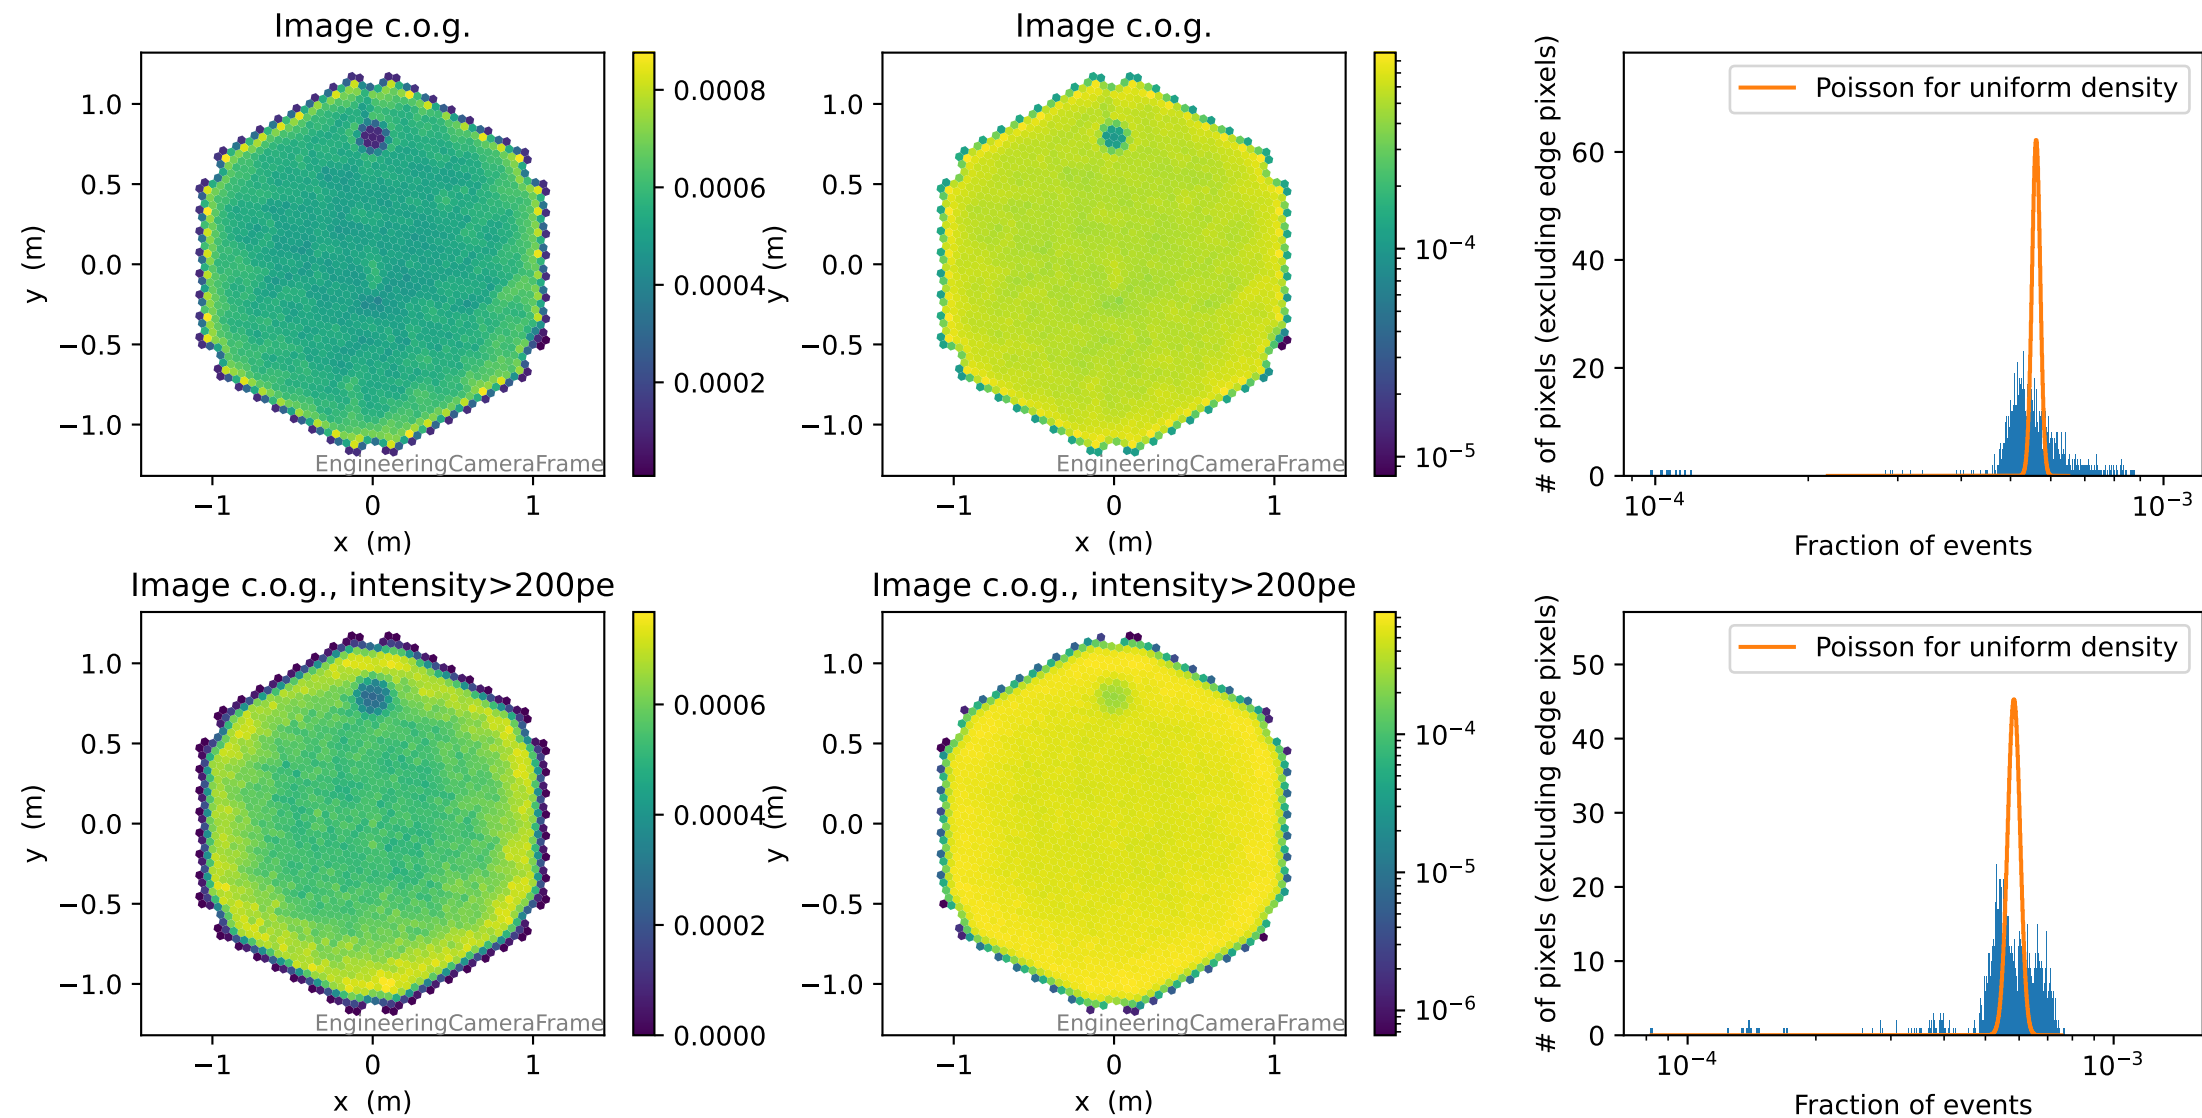 Image c.o.g.
1.0
0.5
0.0
−0.5
−1.0
y (m)
−1
0
1
x (m)
EngineeringCameraFrame
0.0008
0.0006
0.0004
0.0002
Image c.o.g.
1.0
0.5
0.0
−0.5
−1.0
y (m)
−1
0
1
x (m)
EngineeringCameraFrame
10−4
10−5
# of pixels (excluding edge pixels)
60
40
20
0
Poisson for uniform density
10−4
10−3
Fraction of events
Image c.o.g., intensity>200pe
1.0
0.5
0.0
−0.5
−1.0
y (m)
−1
0
1
x (m)
EngineeringCameraFrame
0.0006
0.0004
0.0002
0.0000
Image c.o.g., intensity>200pe
1.0
0.5
0.0
−0.5
−1.0
y (m)
−1
0
1
x (m)
EngineeringCameraFrame
10−4
10−5
10−6
# of pixels (excluding edge pixels)
50
40
30
20
10
0
Poisson for uniform density
10−4
10−3
Fraction of events